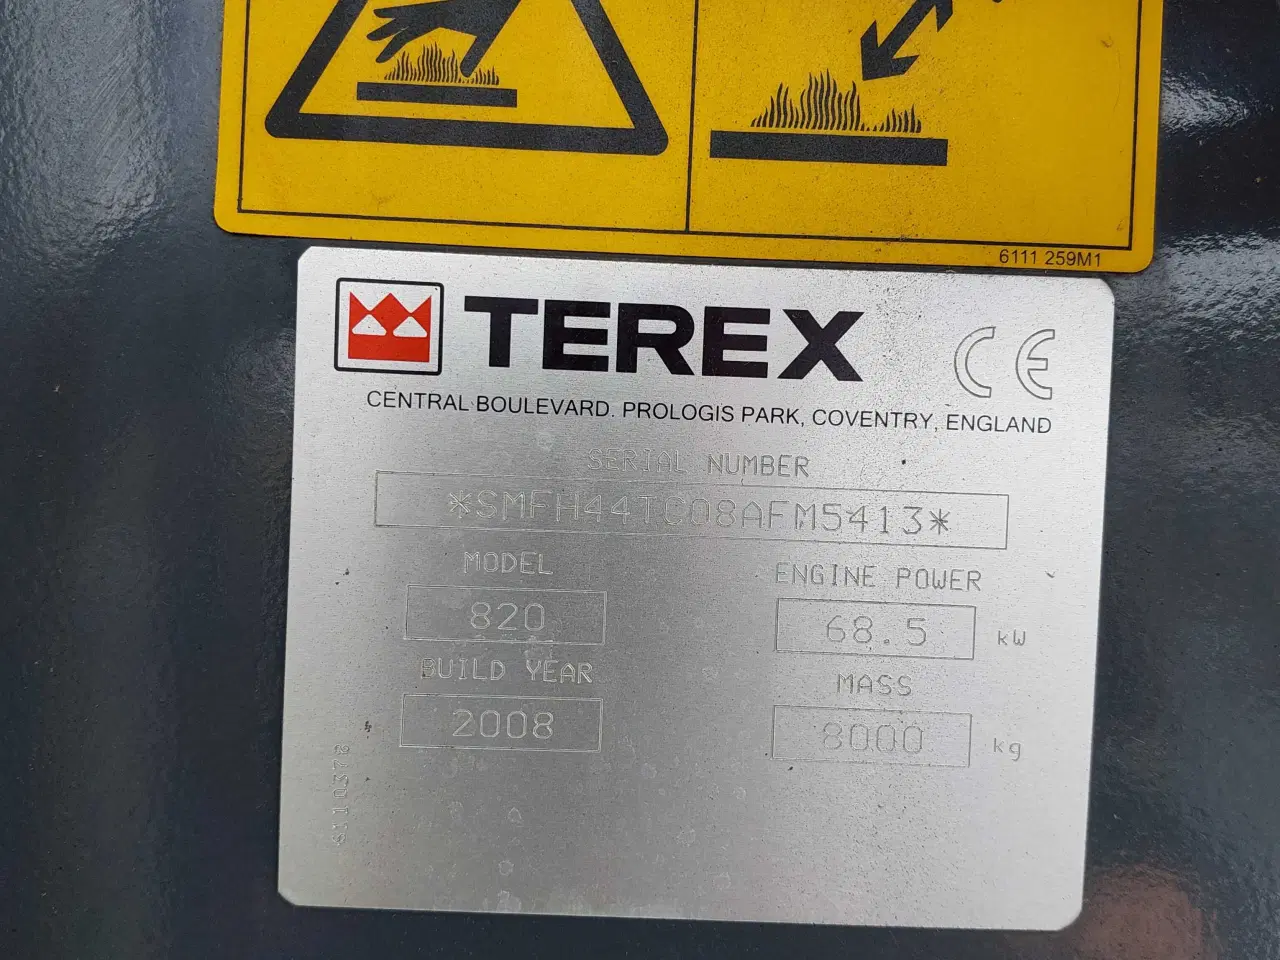 6111 259M1
TEREX
CE
CENTRAL BOULEVARD. PROLOGIS PARK, COVENTRY, ENGLAND
SERIAL NUMBER
*SMFH44TC08AFM5413*
MODEL
ENGINE POWER
820
68.5 kW
BUILD YEAR
MASS
2008
8000 kg